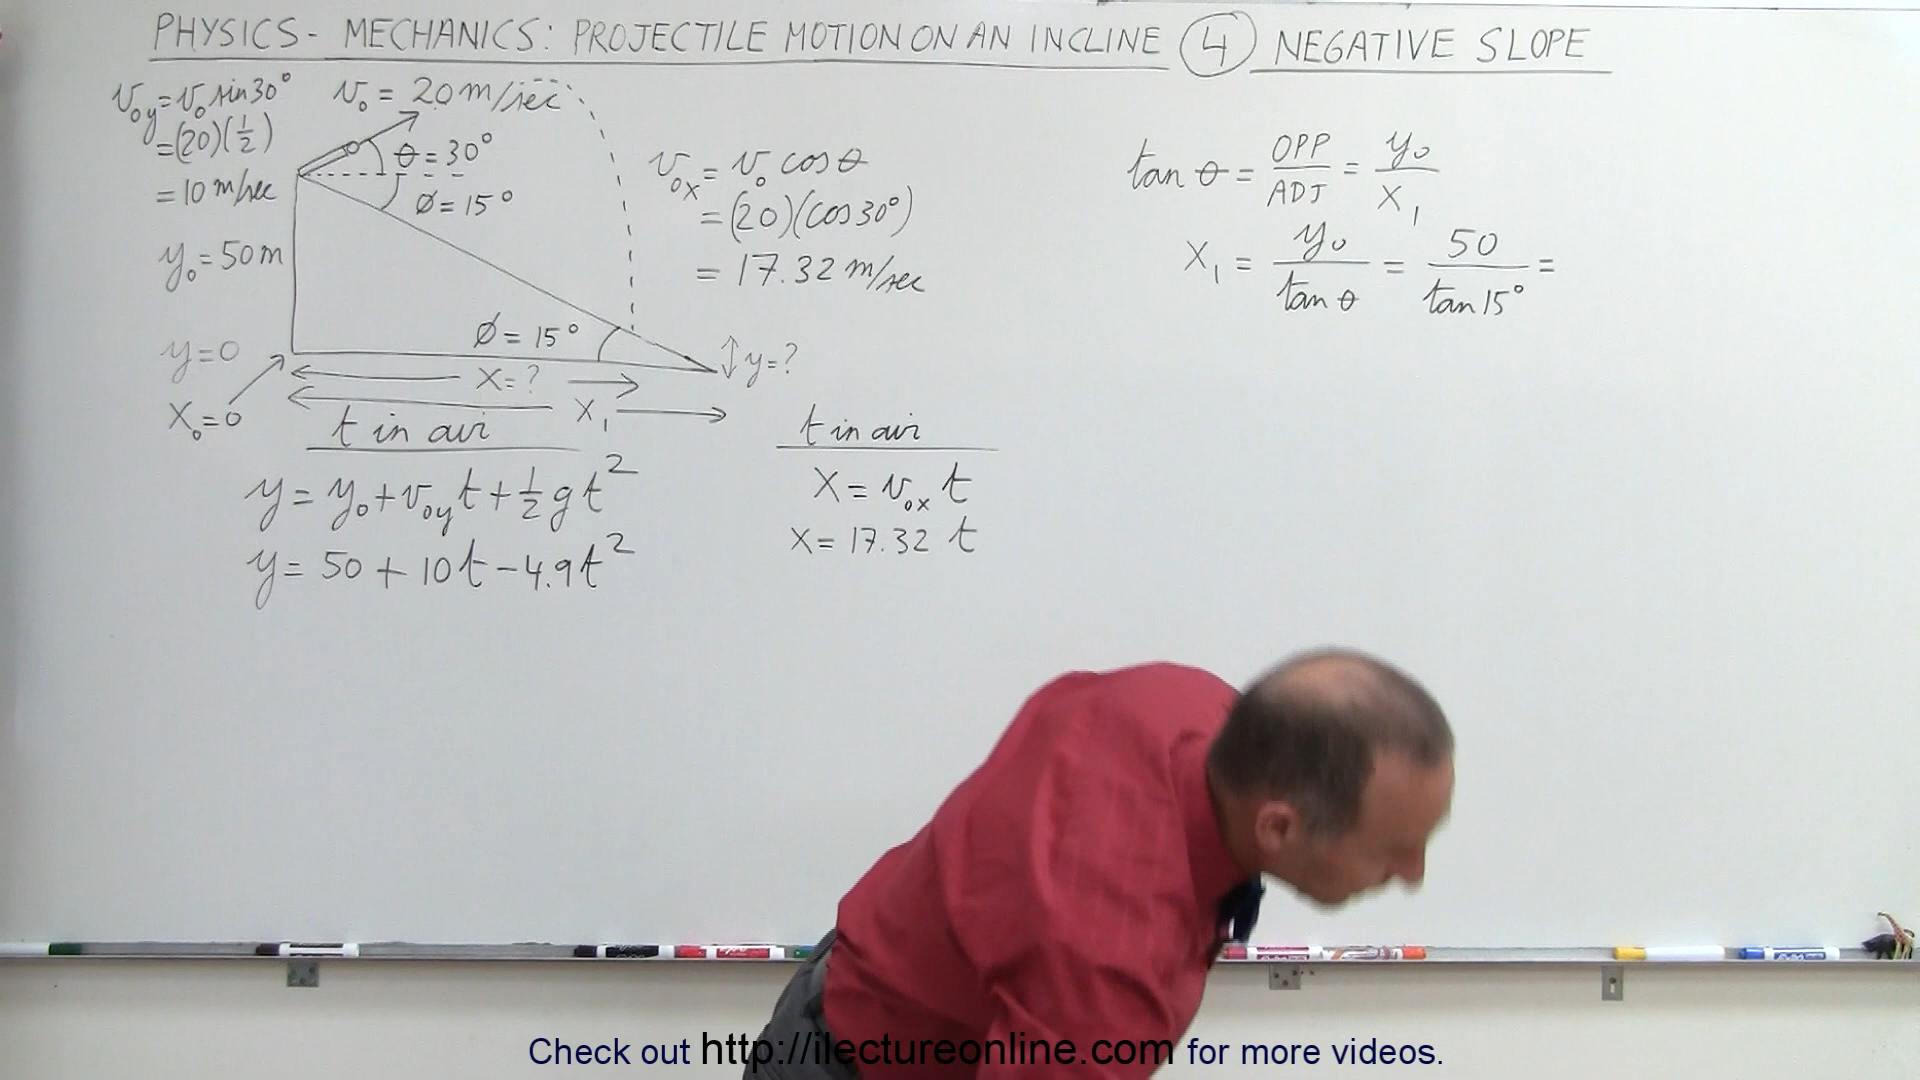 PHYSICS - MECHANICS: PROJECTILE MOTION ON AN INCLINE 4 NEGATIVE SLOPE
v₀y = v₀ sin30°
= (20)(1/2)
= 10 m/sec
v₀ = 20 m/sec
θ = 30°
ø = 15°
y₀ = 50m
ø = 15°
y=0
X₀=0
X=?
X₁
y=?
v₀x = v₀ cos θ
= (20)(cos 30°)
= 17.32 m/sec
tan θ = OPP/ADJ = y₀/X₁
X₁ = y₀/tan θ = 50/tan 15° =
t in air
y = y₀ + v₀y t + 1/2 g t²
y = 50 + 10t - 4.9t²
t in air
X = v₀x t
X = 17.32 t
Check out http://ilectureonline.com for more videos.